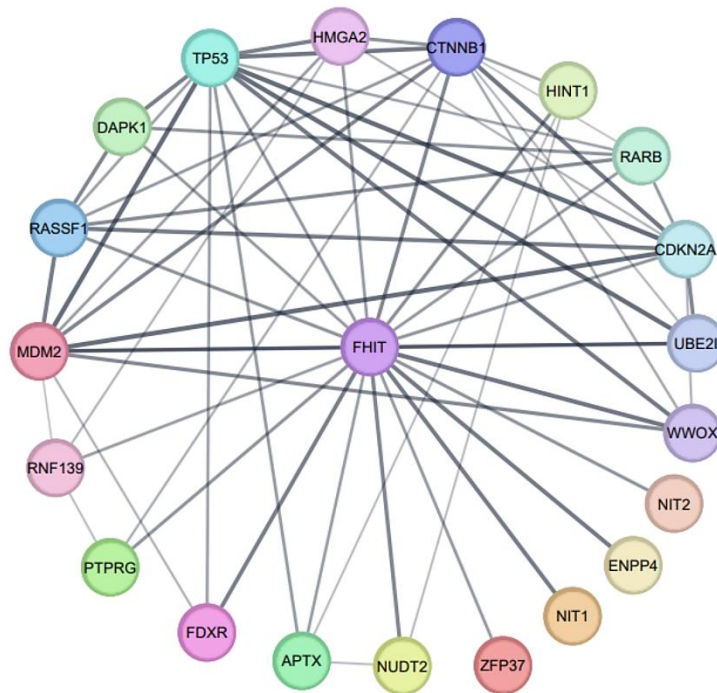 HMGA2
CTNNB1
TP53
HINT1
DAPK1
RARB
RASSF1
CDKN2A
MDM2
FHIT
UBE2I
WWOX
RNF139
NIT2
PTPRG
ENPP4
FDXR
NIT1
APTX
NUDT2
ZFP37